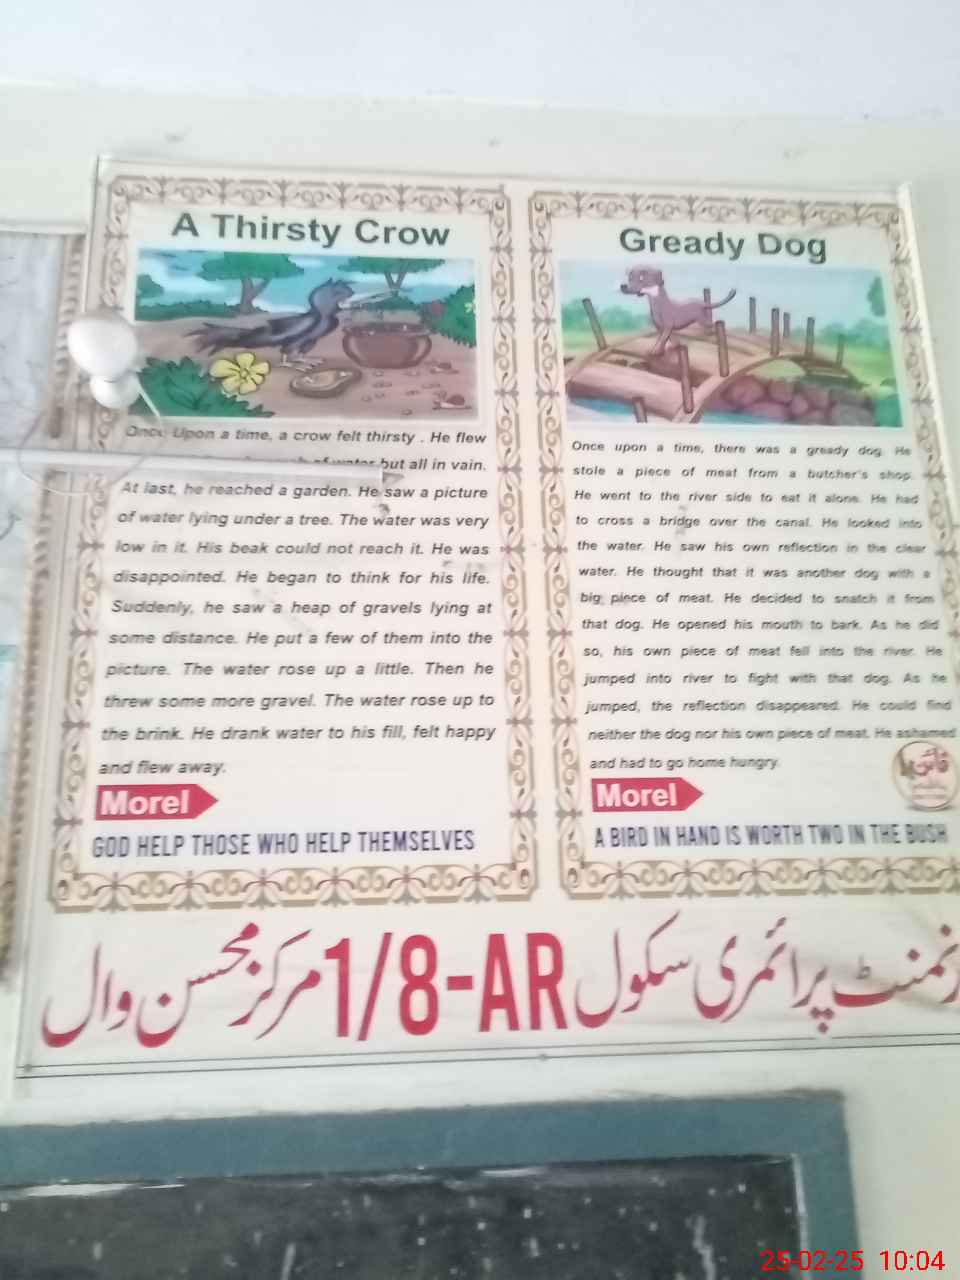 A Thirsty Crow
Once Upon a time, a crow felt thirsty . He flew
of water but all in vain.
At last, he reached a garden. He saw a picture
of water lying under a tree. The water was very
low in it. His beak could not reach it. He was
disappointed. He began to think for his life.
Suddenly, he saw a heap of gravels lying at
some distance. He put a few of them into the
picture. The water rose up a little. Then he
threw some more gravel. The water rose up to
the brink. He drank water to his fill, felt happy
and flew away.
Morel
GOD HELP THOSE WHO HELP THEMSELVES
Gready Dog
Once upon a time, there was a gready dog. He
stole a piece of meat from a butcher's shop.
He went to the river side to eat it alone. He had
to cross a bridge over the canal. He looked into
the water. He saw his own reflection in the clear
water. He thought that it was another dog with a
big piece of meat. He decided to snatch it from
that dog. He opened his mouth to bark. As he did
so, his own piece of meat fell into the river. He
jumped into river to fight with that dog. As he
jumped, the reflection disappeared. He could find
neither the dog nor his own piece of meat. He ashamed
and had to go home hungry.
Morel
A BIRD IN HAND IS WORTH TWO IN THE BUSH
پرائمری سکول 1/8-AR مرکز محسن وال
25-02-25 10:04